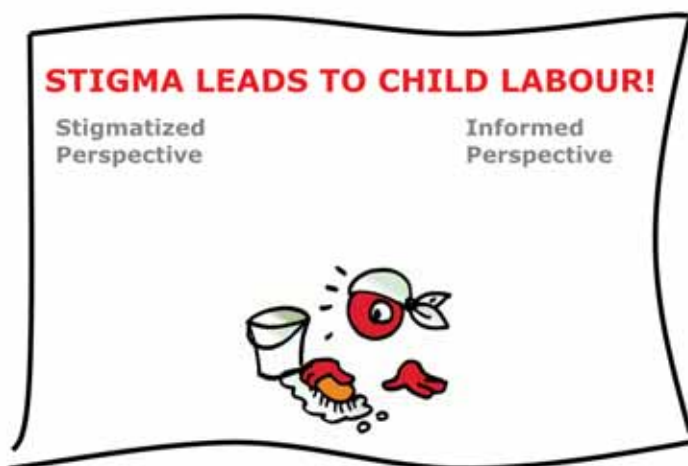 STIGMA LEADS TO CHILD LABOUR!
Stigmatized
Perspective
Informed
Perspective